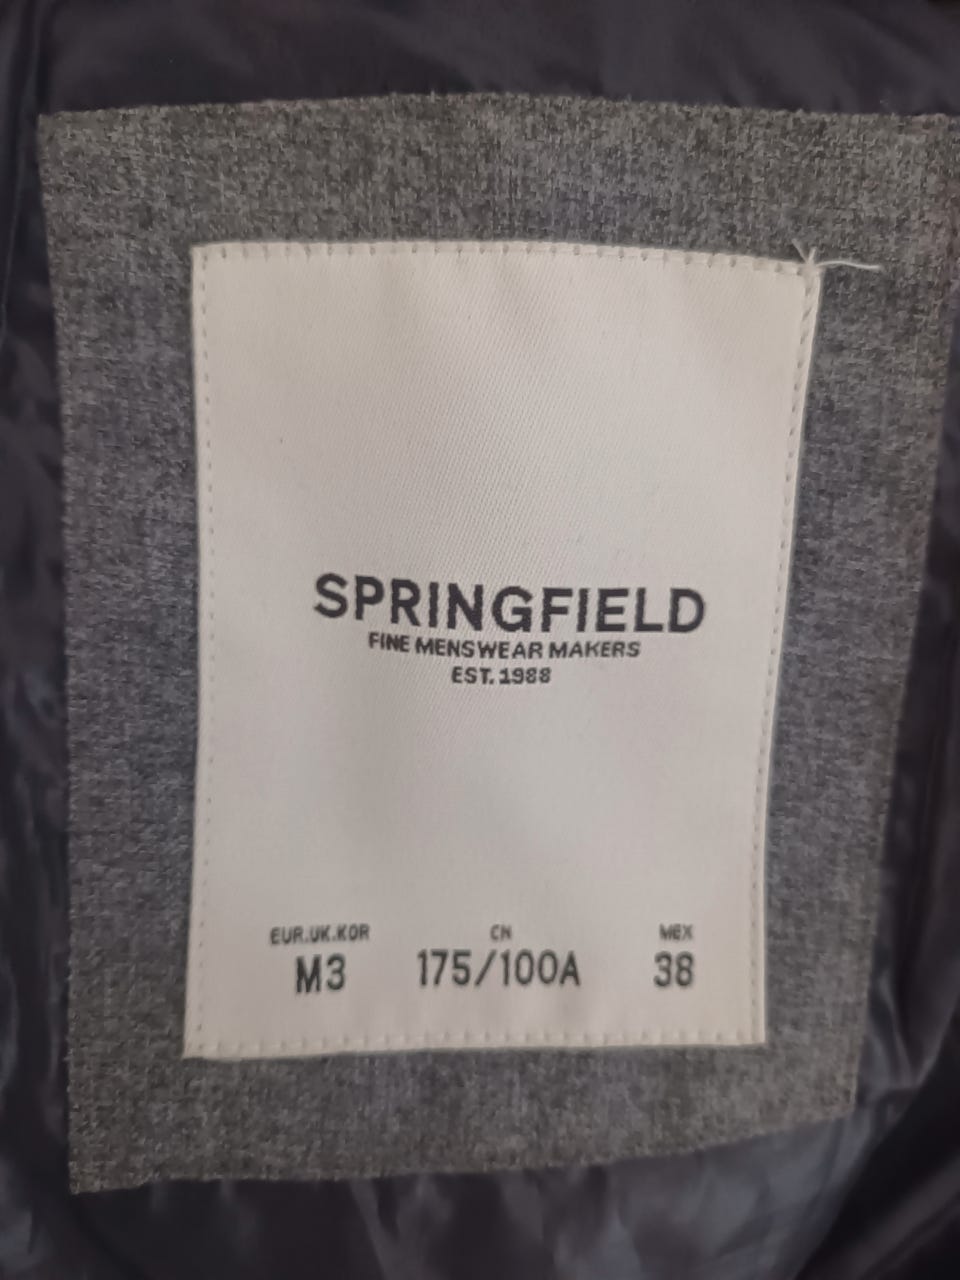 SPRINGFIELD
FINE MENSWEAR MAKERS
EST. 1988
EUR.UK.KOR CN MEX
M3 175/100A 38